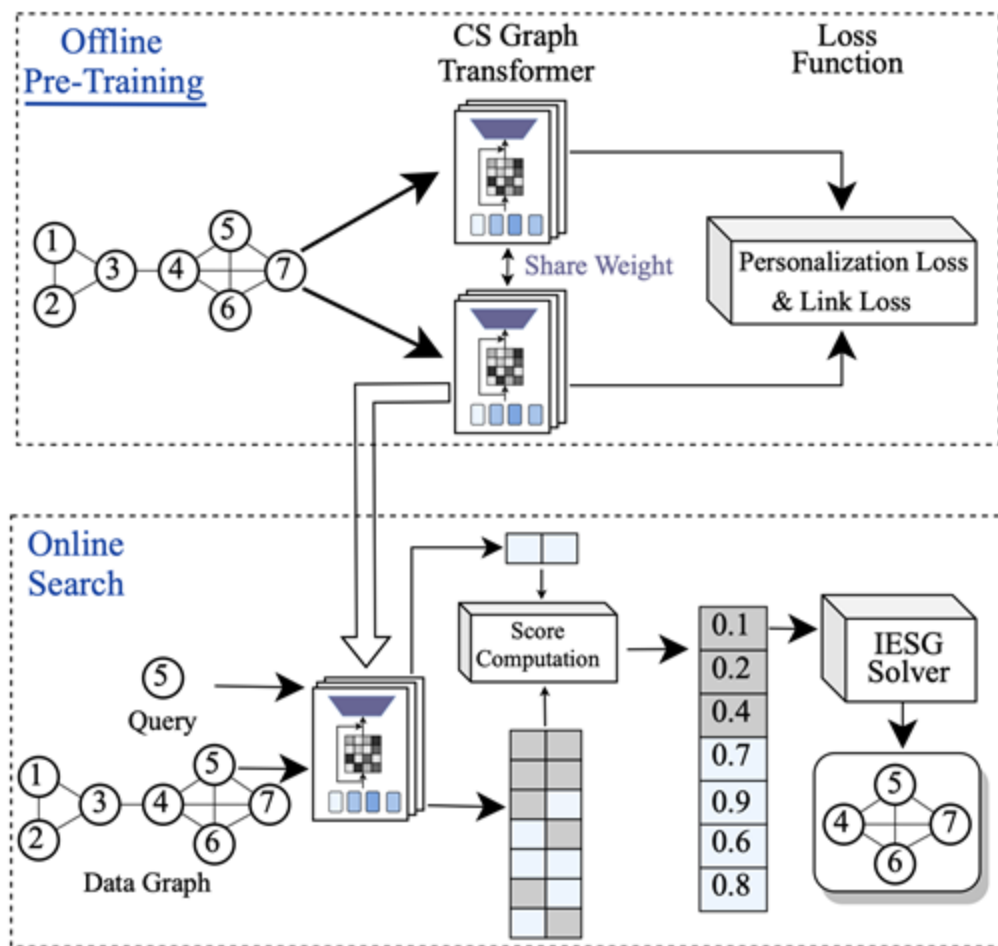 Offline
Pre-Training
CS Graph
Transformer
Loss
Function
1
2
3
4
5
6
7
Share Weight
Personalization Loss
& Link Loss
Online
Search
5
Query
1
2
3
4
5
6
7
Data Graph
Score
Computation
0.1
0.2
0.4
0.7
0.9
0.6
0.8
IESG
Solver
5
4
7
6